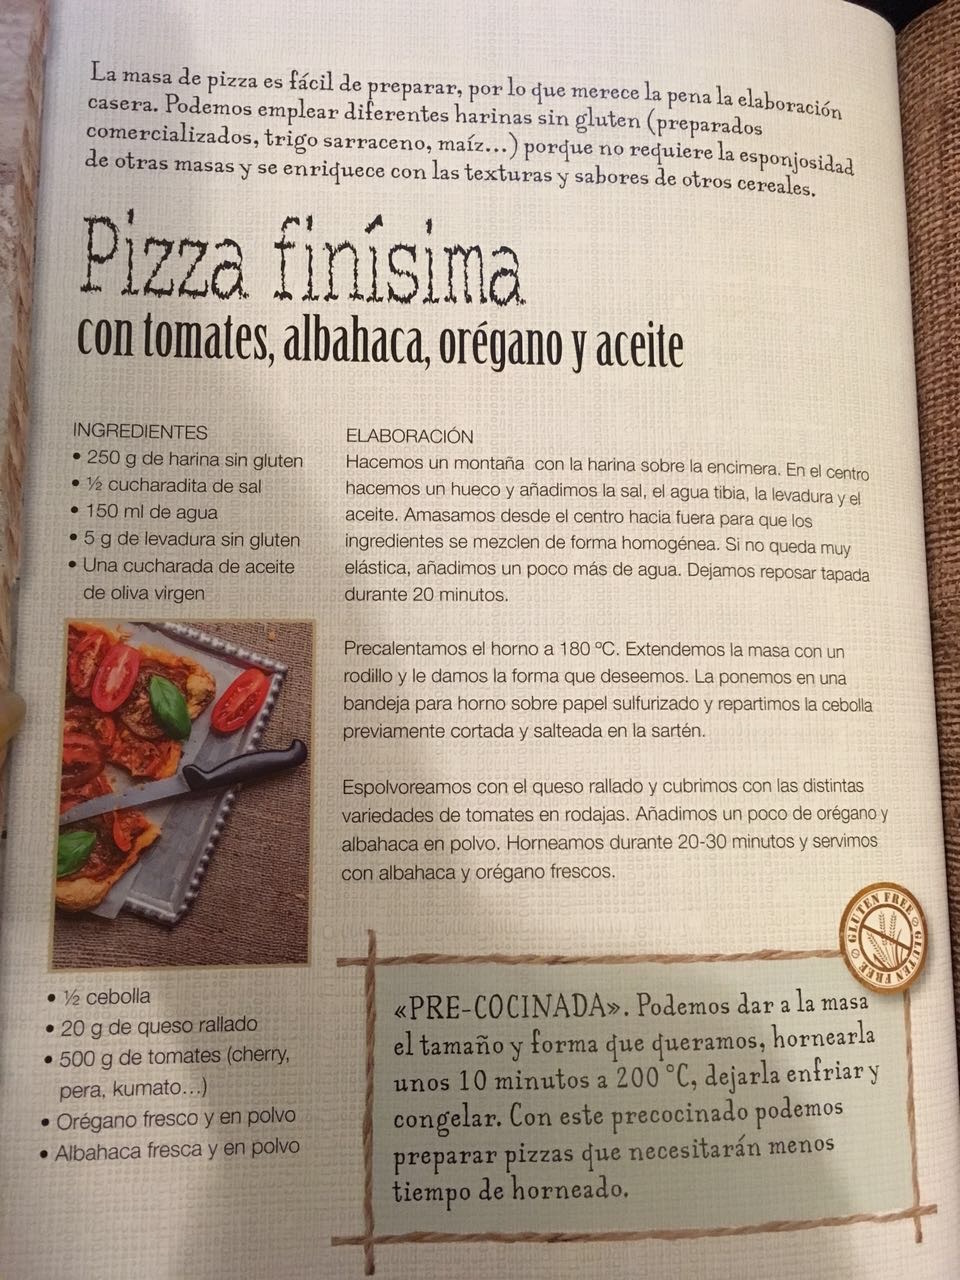 La masa de pizza es fácil de preparar, por lo que merece la pena la elaboración
casera. Podemos emplear diferentes harinas sin gluten (preparados
comercializados, trigo sarraceno, maíz...) porque no requiere la esponjosidad
de otras masas y se enriquece con las texturas y sabores de otros cereales.
Pizza finísima
con tomates, albahaca, orégano y aceite
INGREDIENTES
• 250 g de harina sin gluten
• ½ cucharadita de sal
• 150 ml de agua
• 5 g de levadura sin gluten
• Una cucharada de aceite
de oliva virgen
• ½ cebolla
• 20 g de queso rallado
• 500 g de tomates (cherry,
pera, kumato...)
• Orégano fresco y en polvo
• Albahaca fresca y en polvo
ELABORACIÓN
Hacemos un montaña con la harina sobre la encimera. En el centro
hacemos un hueco y añadimos la sal, el agua tibia, la levadura y el
aceite. Amasamos desde el centro hacia fuera para que los
ingredientes se mezclen de forma homogénea. Si no queda muy
elástica, añadimos un poco más de agua. Dejamos reposar tapada
durante 20 minutos.
Precalentamos el horno a 180 ºC. Extendemos la masa con un
rodillo y le damos la forma que deseemos. La ponemos en una
bandeja para horno sobre papel sulfurizado y repartimos la cebolla
previamente cortada y salteada en la sartén.
Espolvoreamos con el queso rallado y cubrimos con las distintas
variedades de tomates en rodajas. Añadimos un poco de orégano y
albahaca en polvo. Horneamos durante 20-30 minutos y servimos
con albahaca y orégano frescos.
GLUTEN FREE
GLUTEN FREE
«PRE-COCINADA». Podemos dar a la masa
el tamaño y forma que queramos, hornearla
unos 10 minutos a 200 °C, dejarla enfriar y
congelar. Con este precocinado podemos
preparar pizzas que necesitarán menos
tiempo de horneado.